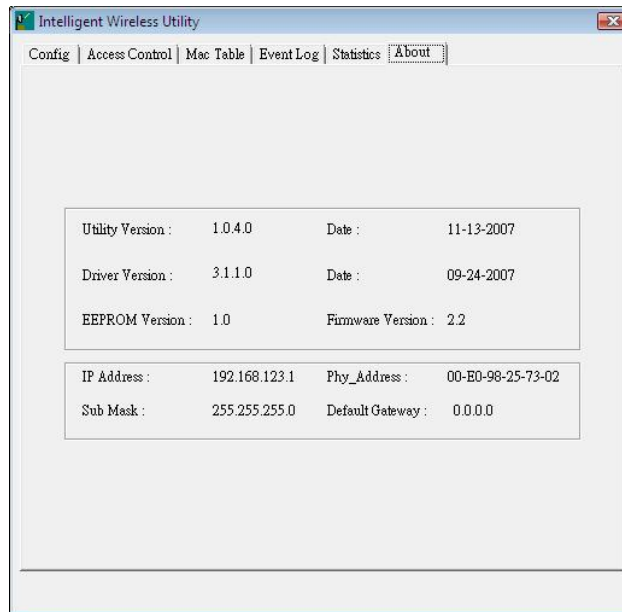 Intelligent Wireless Utility
Config Access Control Mac Table Event Log Statistics About
Utility Version : 1.0.4.0 Date : 11-13-2007
Driver Version : 3.1.1.0 Date : 09-24-2007
EEPROM Version : 1.0 Firmware Version : 2.2
IP Address : 192.168.123.1 Phy_Address : 00-E0-98-25-73-02
Sub Mask : 255.255.255.0 Default Gateway : 0.0.0.0